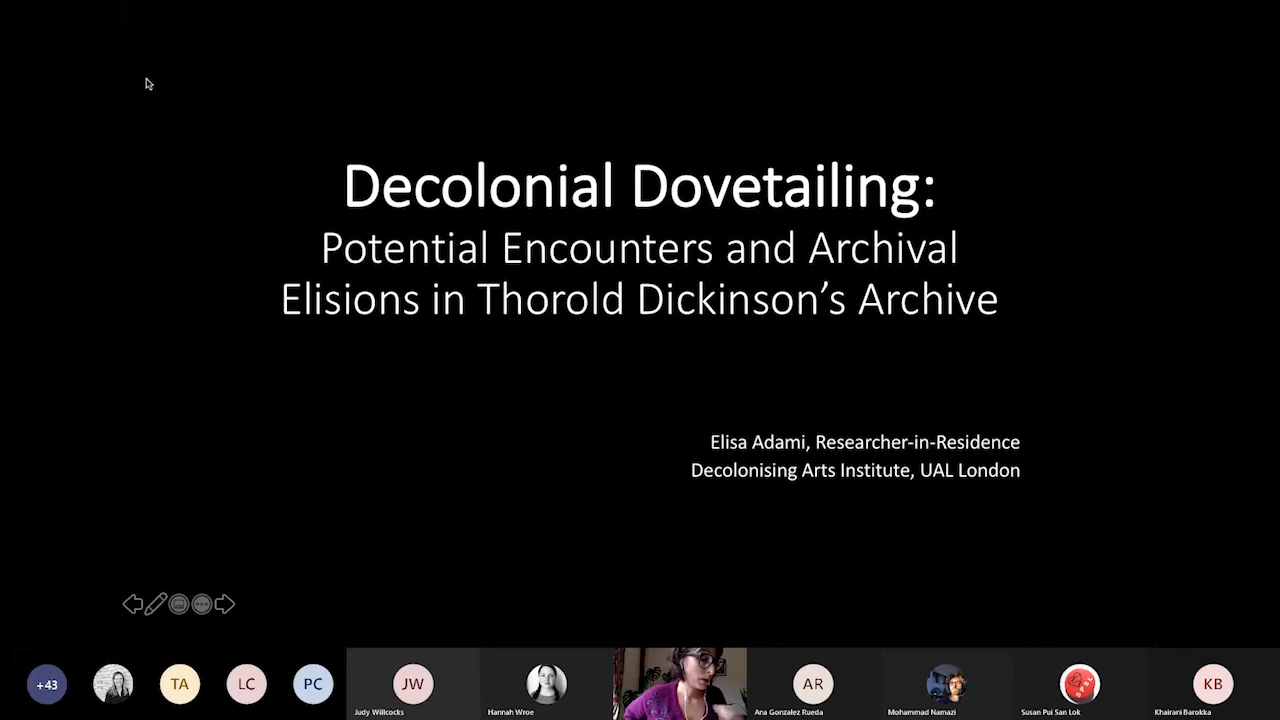 Decolonial Dovetailing:
Potential Encounters and Archival
Elisions in Thorold Dickinson’s Archive
Elisa Adami, Researcher-in-Residence
Decolonising Arts Institute, UAL London
+43
TA
LC
PC
JW
AR
KB
Judy Willcocks
Hannah Wroe
Ana Gonzalez Rueda
Mohammad Namazi
Susan Pui San Lok
Khairani Barokka